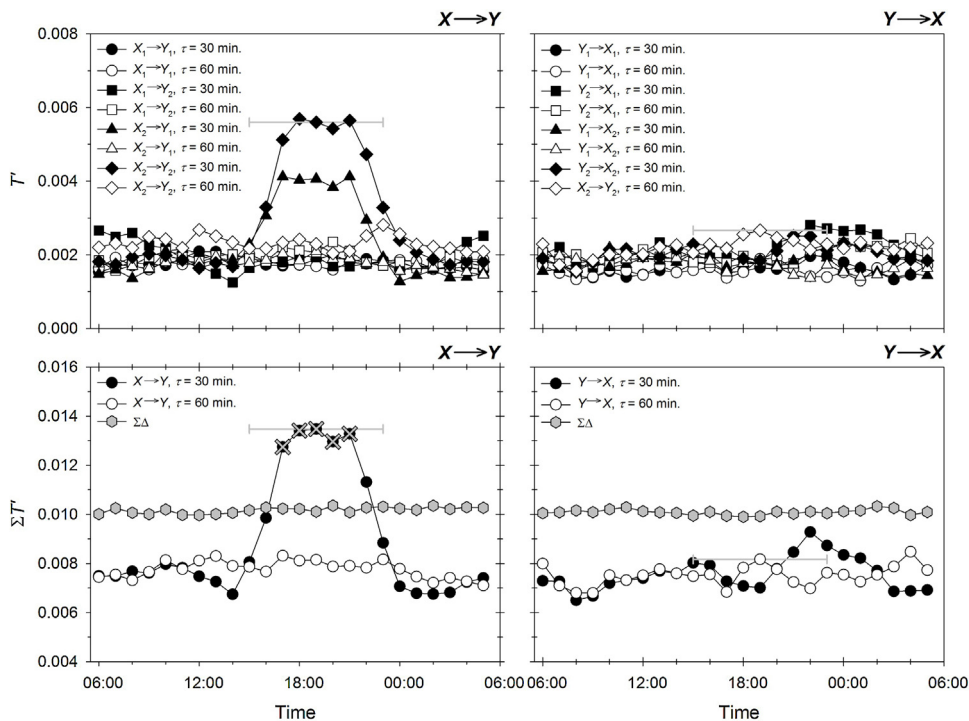 X→Y
Y→X
0.008
0.006
0.004
0.002
0.000
T′
X₁→Y₁, τ = 30 min.
X₁→Y₁, τ = 60 min.
X₁→Y₂, τ = 30 min.
X₁→Y₂, τ = 60 min.
X₂→Y₁, τ = 30 min.
X₂→Y₁, τ = 60 min.
X₂→Y₂, τ = 30 min.
X₂→Y₂, τ = 60 min.
Y₁→X₁, τ = 30 min.
Y₁→X₁, τ = 60 min.
Y₂→X₁, τ = 30 min.
Y₂→X₁, τ = 60 min.
Y₁→X₂, τ = 30 min.
Y₁→X₂, τ = 60 min.
Y₂→X₂, τ = 30 min.
X₂→Y₂, τ = 60 min.
X→Y
Y→X
0.016
0.014
0.012
0.010
0.008
0.006
0.004
ΣT′
X→Y, τ = 30 min.
X→Y, τ = 60 min.
ΣΔ
Y→X, τ = 30 min.
Y→X, τ = 60 min.
ΣΔ
06:00 12:00 18:00 00:00 06:00 06:00 12:00 18:00 00:00 06:00
Time Time